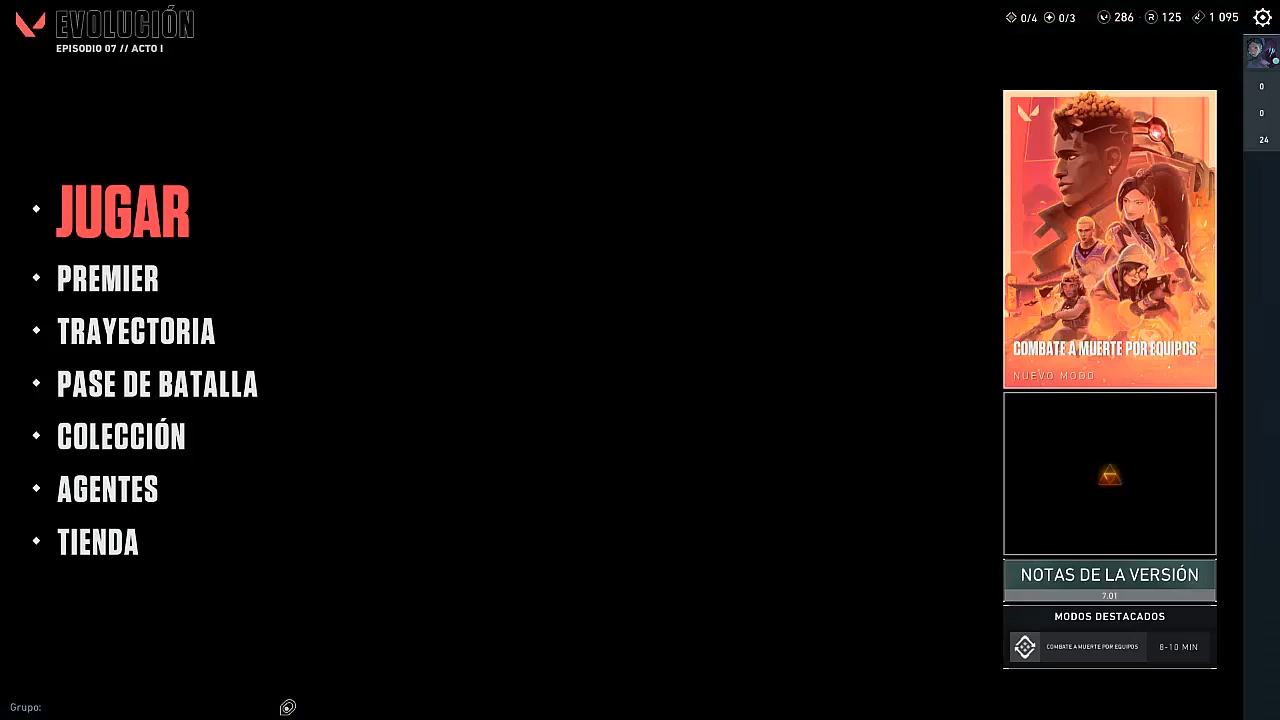 EVOLUCIÓN
EPISODIO 07 // ACTO I
0/4 0/3 286 125 1 095
0
0
24
JUGAR
PREMIER
TRAYECTORIA
PASE DE BATALLA
COLECCIÓN
AGENTES
TIENDA
COMBATE A MUERTE POR EQUIPOS
NUEVO MODO
NOTAS DE LA VERSIÓN
7.01
MODOS DESTACADOS
COMBATE A MUERTE POR EQUIPOS 8-10 MIN
Grupo: